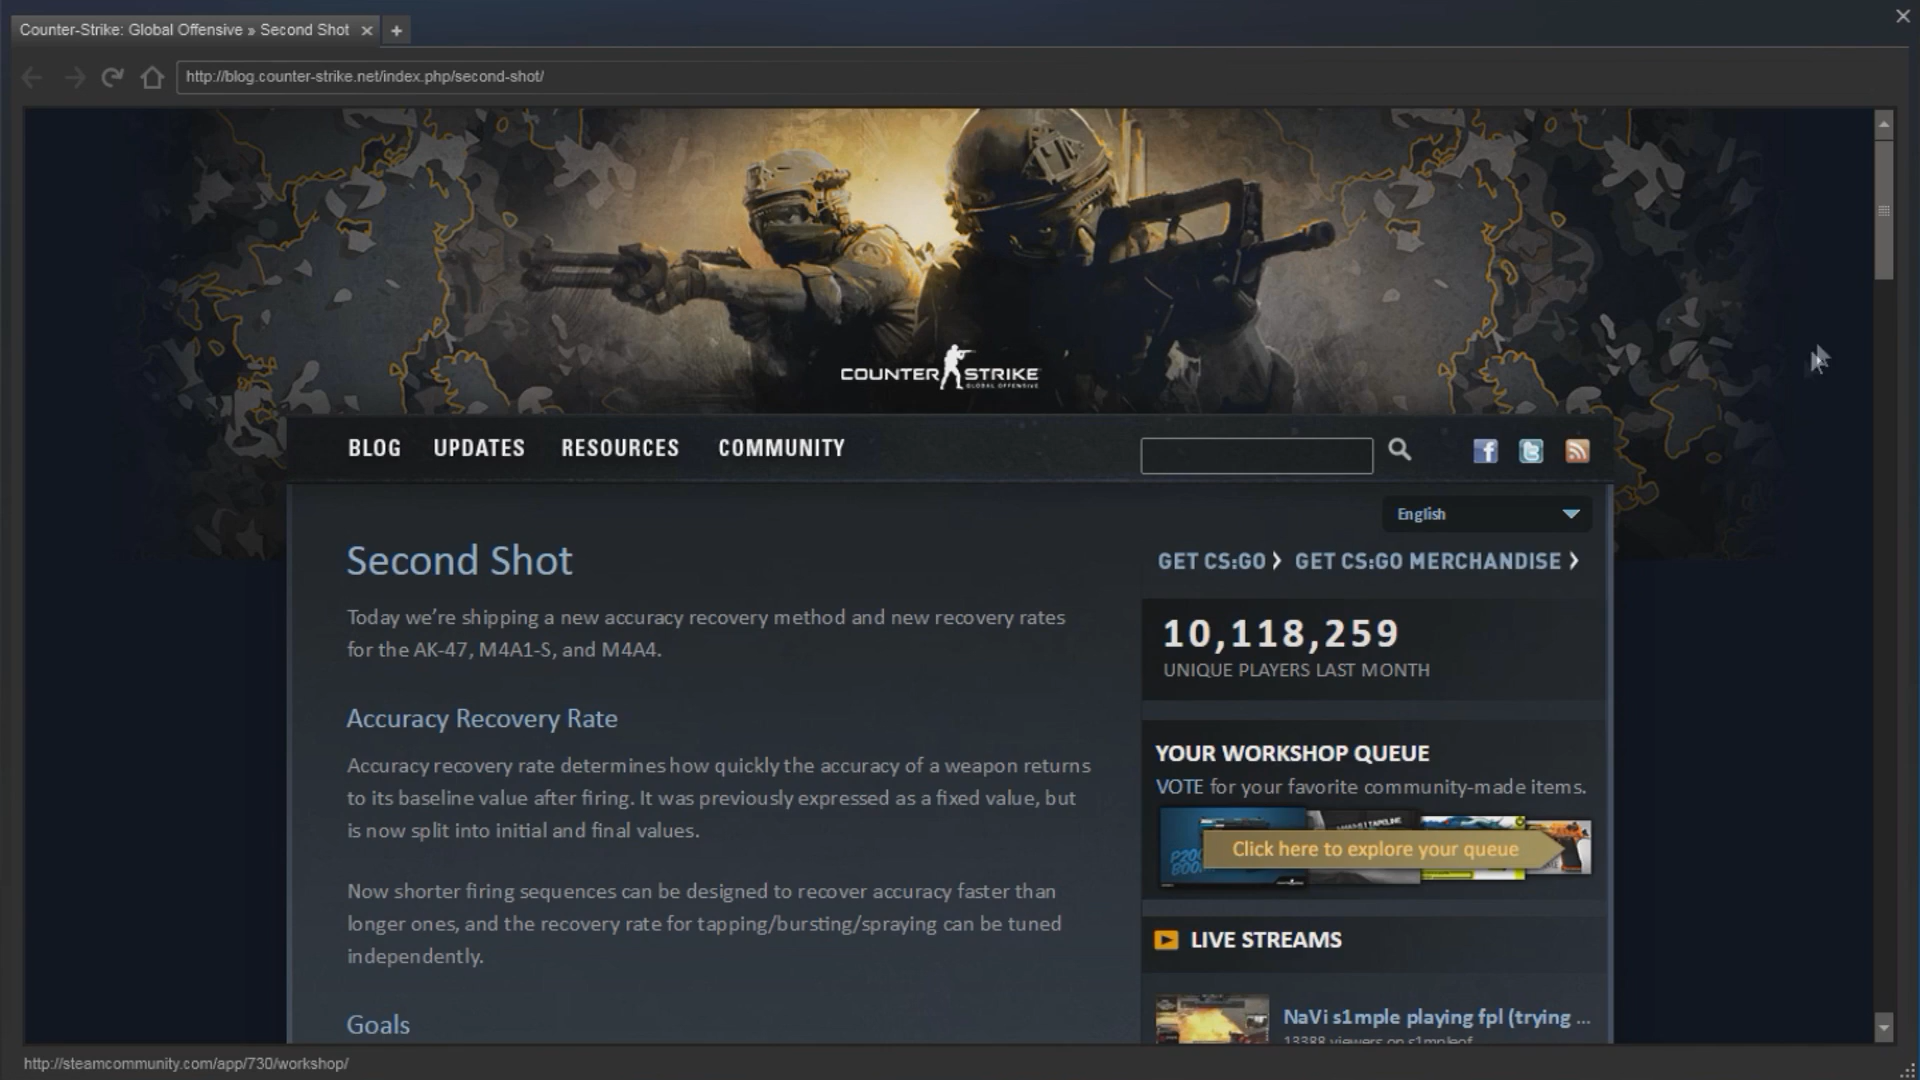 Counter-Strike: Global Offensive » Second Shot
http://blog.counter-strike.net/index.php/second-shot/
COUNTER STRIKE
GLOBAL OFFENSIVE
BLOG UPDATES RESOURCES COMMUNITY
English
Second Shot
GET CS:GO GET CS:GO MERCHANDISE
Today we’re shipping a new accuracy recovery method and new recovery rates
for the AK-47, M4A1-S, and M4A4.
10,118,259
UNIQUE PLAYERS LAST MONTH
Accuracy Recovery Rate
Accuracy recovery rate determines how quickly the accuracy of a weapon returns
to its baseline value after firing. It was previously expressed as a fixed value, but
is now split into initial and final values.
Now shorter firing sequences can be designed to recover accuracy faster than
longer ones, and the recovery rate for tapping/bursting/spraying can be tuned
independently.
Goals
YOUR WORKSHOP QUEUE
VOTE for your favorite community-made items.
Click here to explore your queue
LIVE STREAMS
NaVi s1mple playing fpl (trying ...
13388 viewers on s1mpleof
http://steamcommunity.com/app/730/workshop/